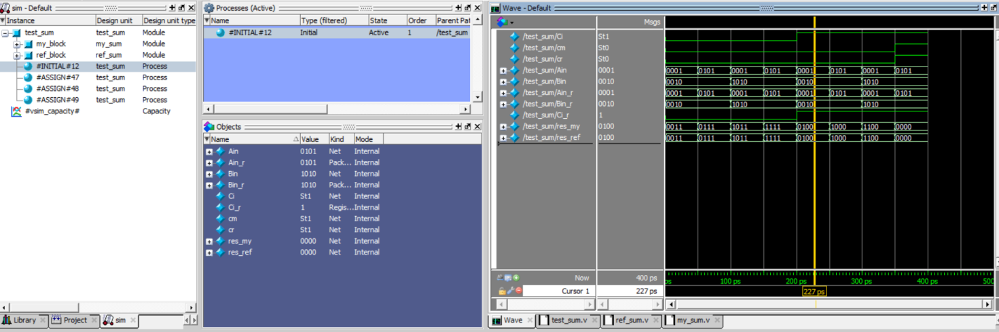 sim - Default
Instance Design unit Design unit type
test_sum test_sum Module
my_block my_sum Module
ref_block ref_sum Module
#INITIAL#12 test_sum Process
#ASSIGN#47 test_sum Process
#ASSIGN#48 test_sum Process
#ASSIGN#49 test_sum Process
#vsim_capacity# Capacity
Library Project sim
Processes (Active)
Name Type (filtered) State Order Parent Pat
#INITIAL#12 Initial Active 1 /test_sum
Objects
Name Value Kind Mode
Ain 0101 Net Internal
Ain_r 0101 Pack... Internal
Bin 1010 Net Internal
Bin_r 1010 Pack... Internal
Ci St1 Net Internal
Ci_r 1 Regis... Internal
cm St1 Net Internal
cr St1 Net Internal
res_my 0000 Net Internal
res_ref 0000 Net Internal
Wave - Default
Msgs
/test_sum/Ci St1
/test_sum/cm St0
/test_sum/cr St0
/test_sum/Ain 0001 0001 0101 0001 0101 0001 0101 0001 0101
/test_sum/Bin 0010 0010 1010 0010 1010
/test_sum/Ain_r 0001 0001 0101 0001 0101 0001 0101 0001 0101
/test_sum/Bin_r 0010 0010 1010 0010 1010
/test_sum/Ci_r 1
/test_sum/res_my 0100 0011 0111 1011 1111 0100 1000 1100 0000
/test_sum/res_ref 0100 0011 0111 1011 1111 0100 1000 1100 0000
Now 400 ps ps 100 ps 200 ps 300 ps 400 ps 500
Cursor 1 227 ps 227 ps
Wave test_sum.v ref_sum.v my_sum.v